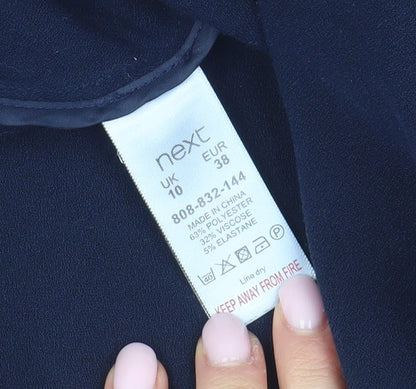 next
UK EUR
10 38
808-832-144
MADE IN CHINA
63% POLYESTER
32% VISCOSE
5% ELASTANE
40 P
Line dry
KEEP AWAY FROM FIRE